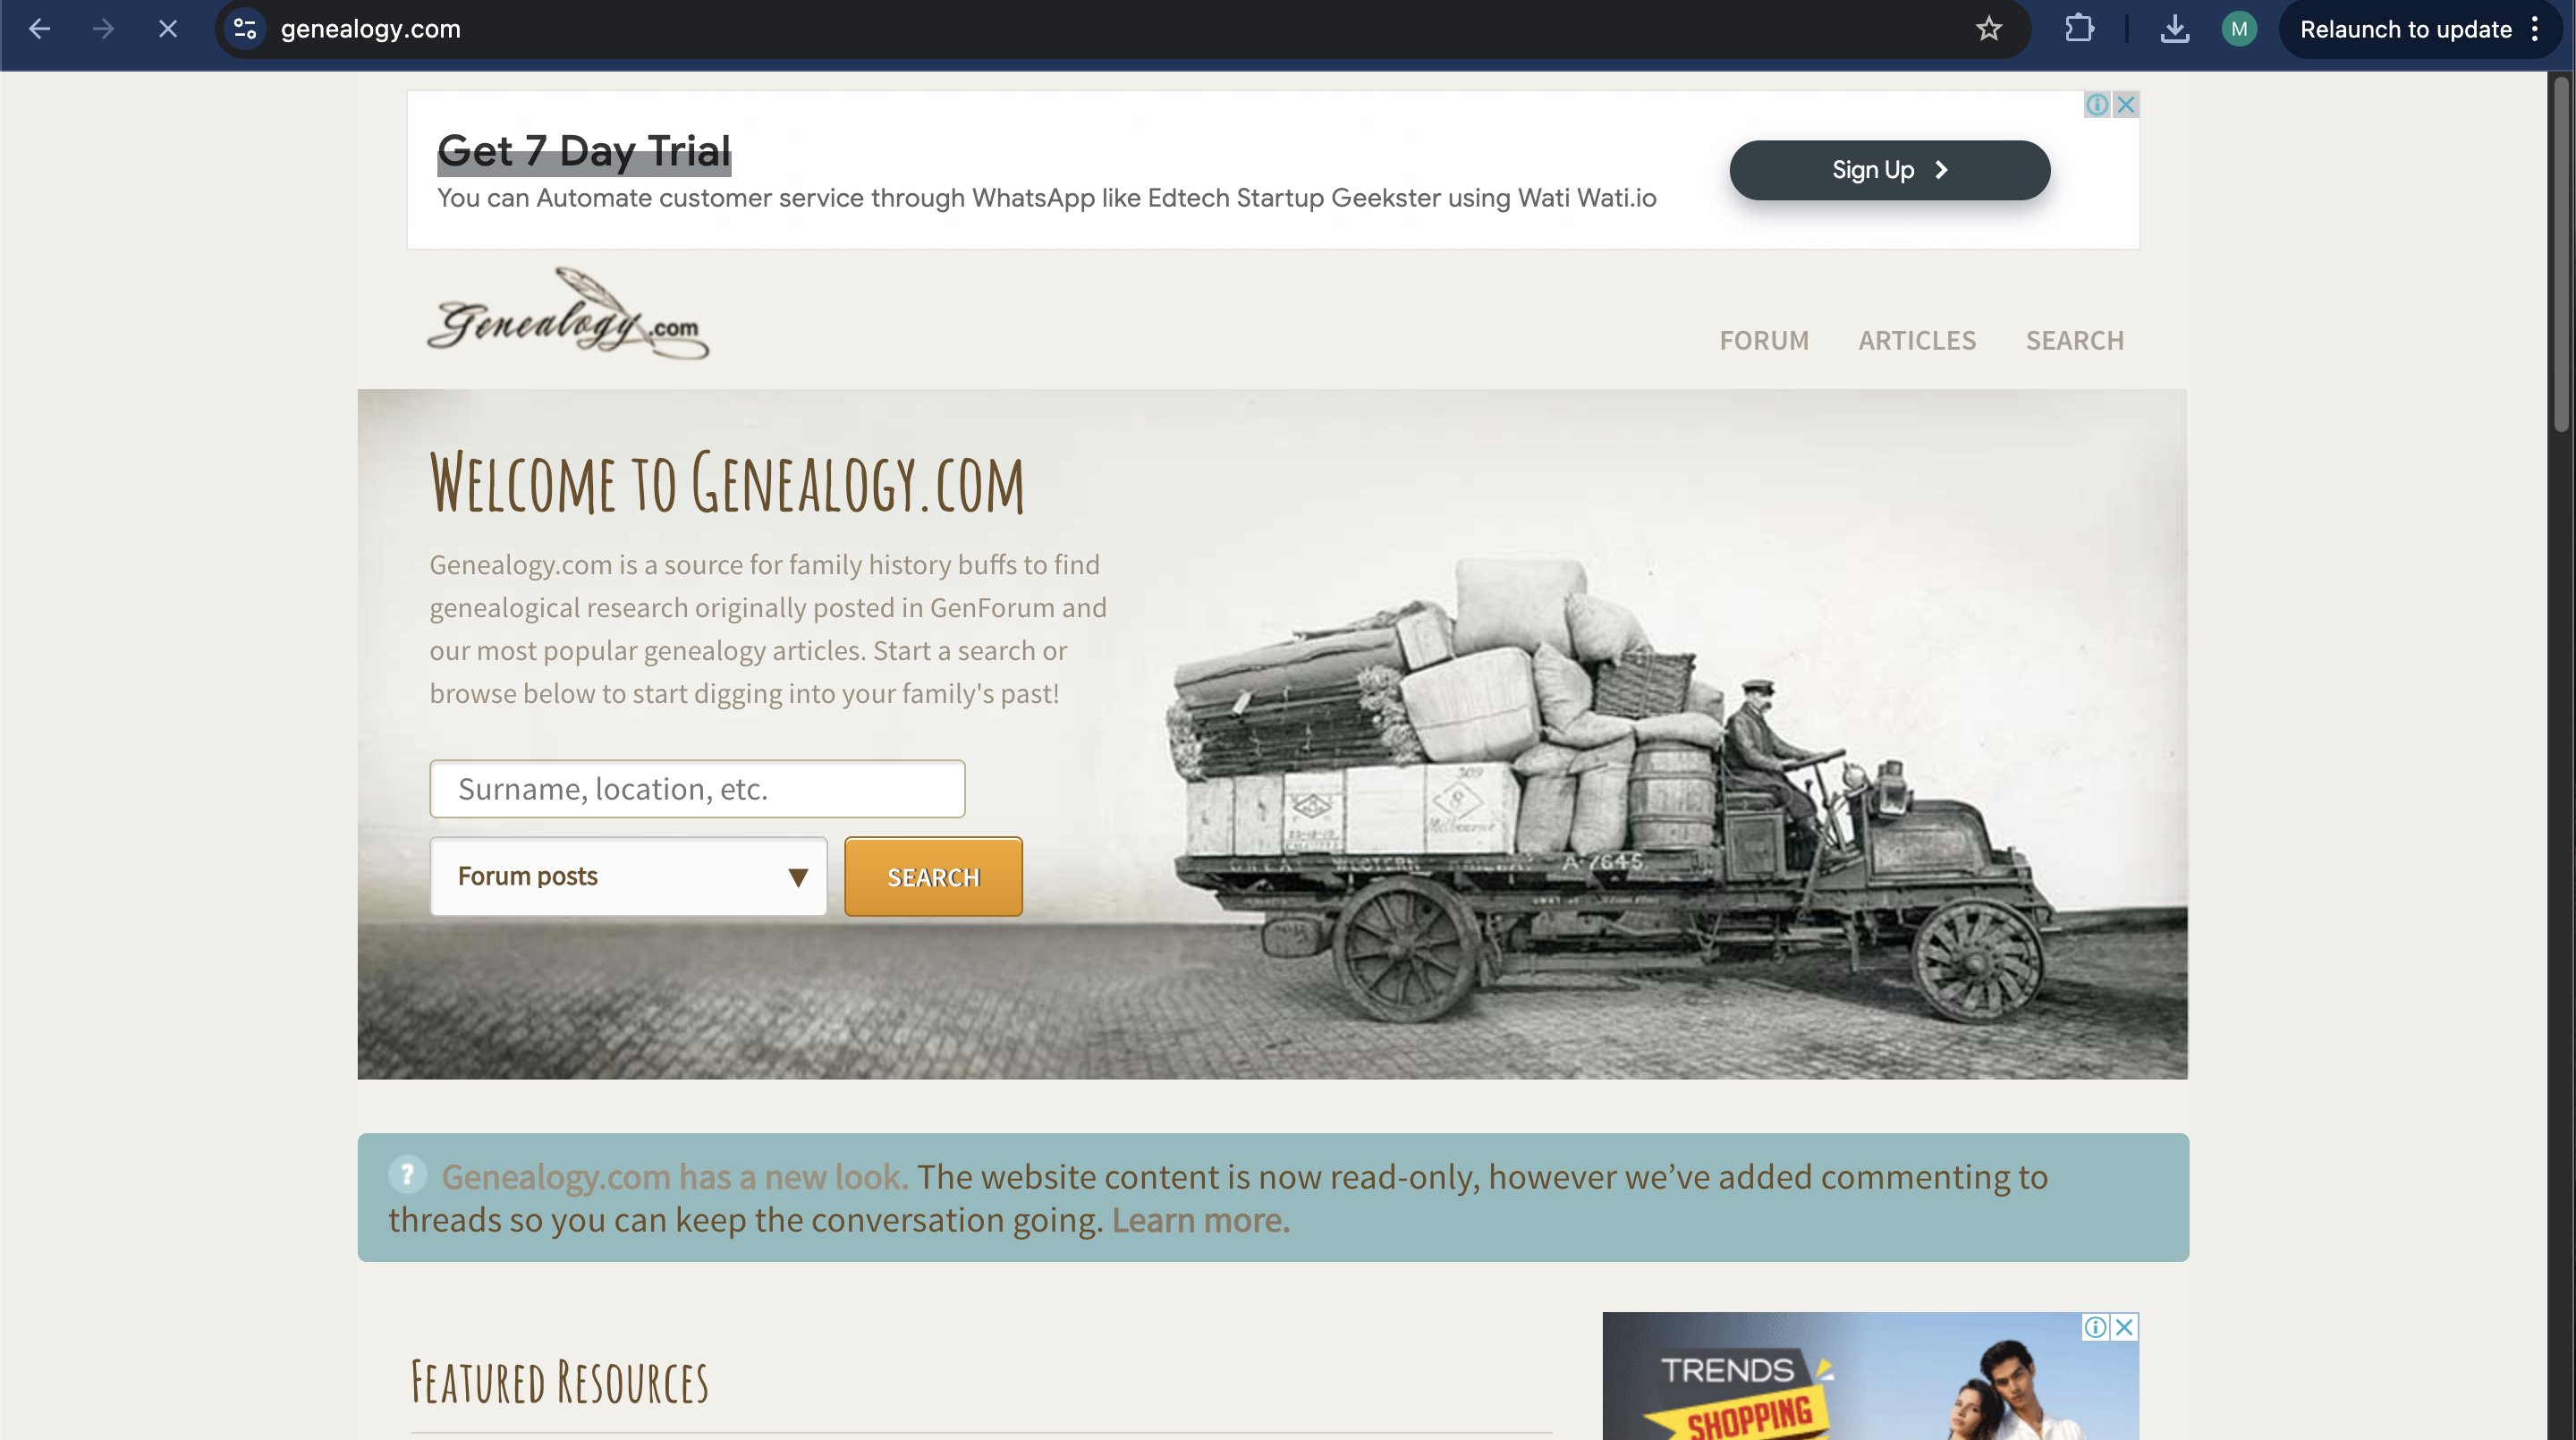 genealogy.com
M
Relaunch to update
Get 7 Day Trial
You can Automate customer service through WhatsApp like Edtech Startup Geekster using Wati Wati.io
Sign Up
Genealogy.com
FORUM ARTICLES SEARCH
WELCOME TO GENEALOGY.COM
Genealogy.com is a source for family history buffs to find
genealogical research originally posted in GenForum and
our most popular genealogy articles. Start a search or
browse below to start digging into your family's past!
Surname, location, etc.
Forum posts
SEARCH
309
8
Melbourne
WESTERN
A-7645
? Genealogy.com has a new look. The website content is now read-only, however we’ve added commenting to
threads so you can keep the conversation going. Learn more.
FEATURED RESOURCES
TRENDS
SHOPPING